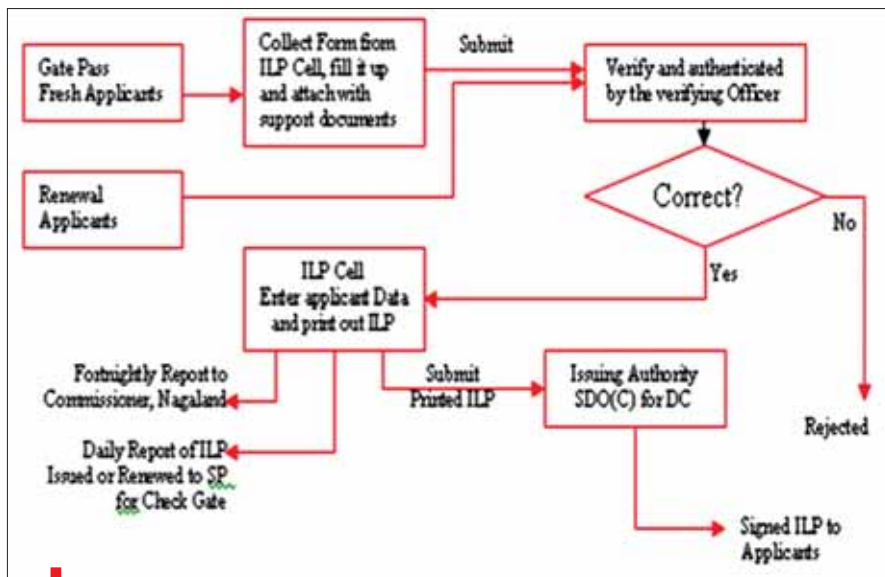 Gate Pass
Fresh Applicants
Collect Form from
ILP Cell, fill it up
and attach with
support documents
Submit
Verify and authenticated
by the verifying Officer
Renewal
Applicants
Correct?
No
Yes
ILP Cell
Enter applicant Data
and print out ILP
Fortnightly Report to
Commissioner, Nagaland
Submit
Printed ILP
Issuing Authority
SDO(C) for DC
Rejected
Daily Report of ILP
Issued or Renewed to SP
for Check Gate
Signed ILP to
Applicants